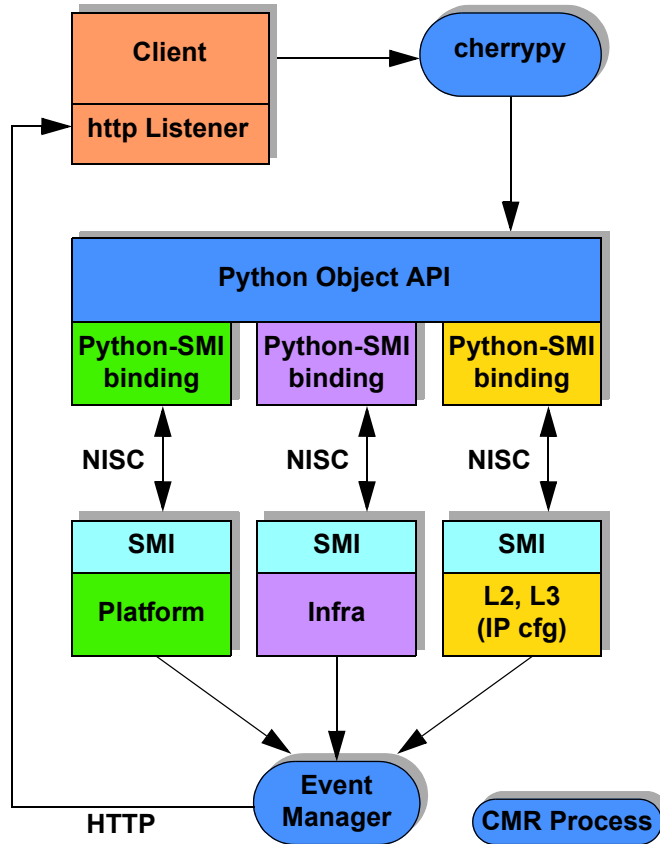 Client
cherrypy
http Listener
Python Object API
Python-SMI
binding
Python-SMI
binding
Python-SMI
binding
NISC
NISC
NISC
SMI
SMI
SMI
Platform
Infra
L2, L3
(IP cfg)
Event
Manager
HTTP
CMR Process